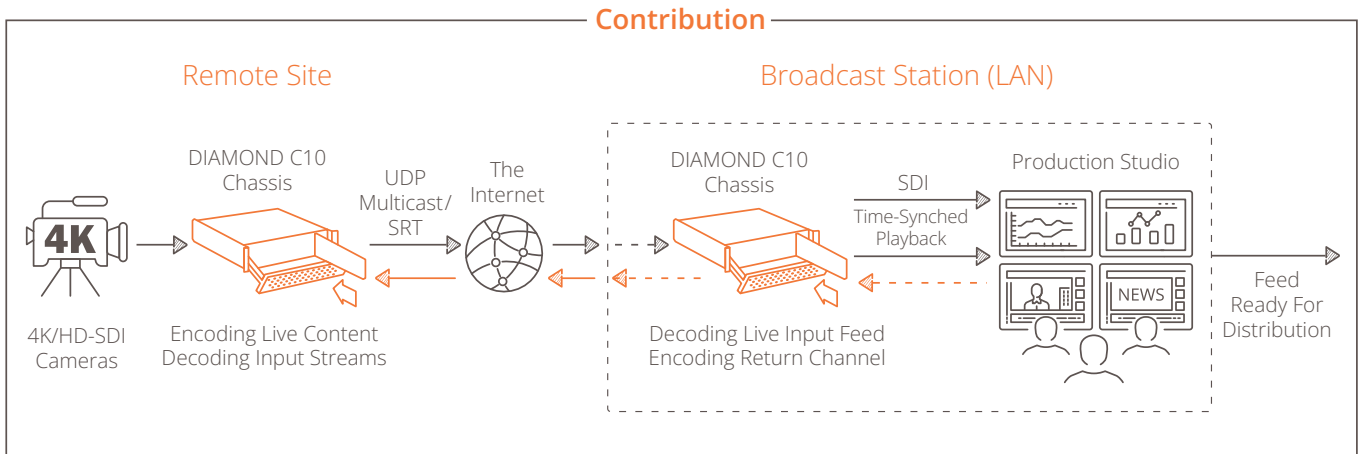 Contribution
Remote Site
Broadcast Station (LAN)
4K
4K/HD-SDI
Cameras
DIAMOND C10
Chassis
Encoding Live Content
Decoding Input Streams
UDP
Multicast/
SRT
The
Internet
DIAMOND C10
Chassis
Decoding Live Input Feed
Encoding Return Channel
SDI
Time-Synched
Playback
Production Studio
NEWS
Feed
Ready For
Distribution